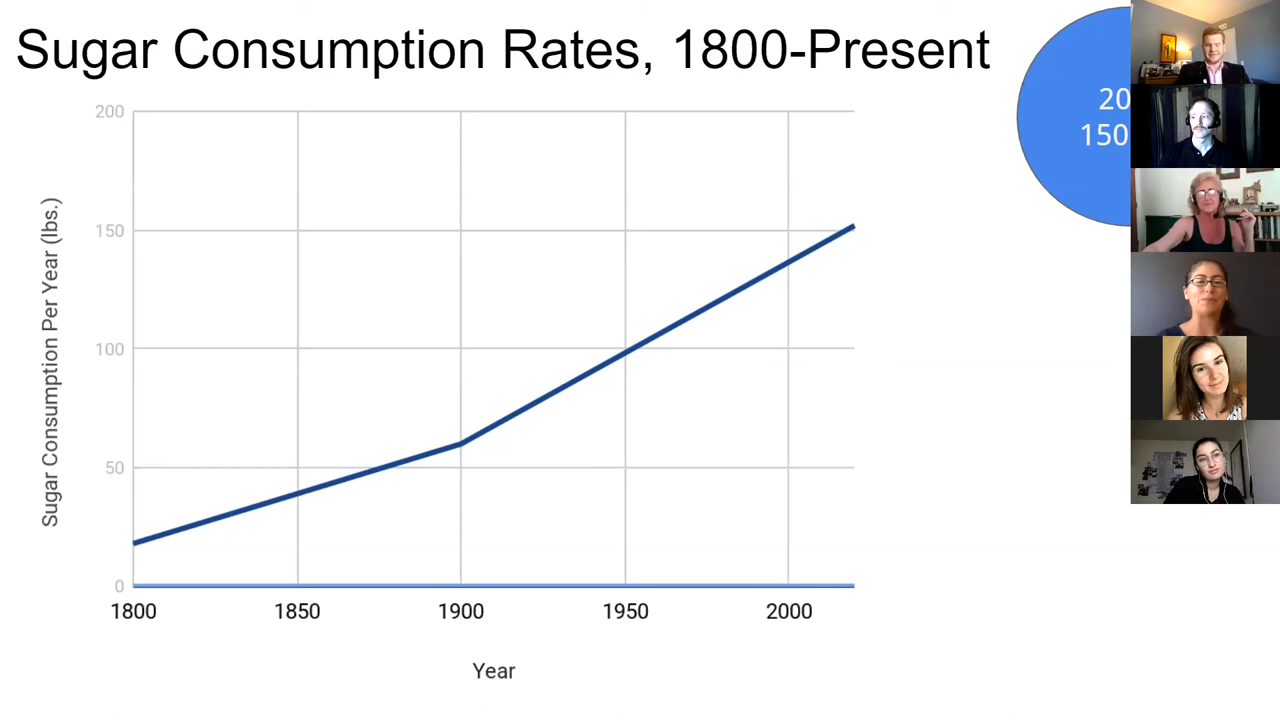 Sugar Consumption Rates, 1800-Present
20
150
200
150
100
50
0
Sugar Consumption Per Year (lbs.)
1800 1850 1900 1950 2000
Year